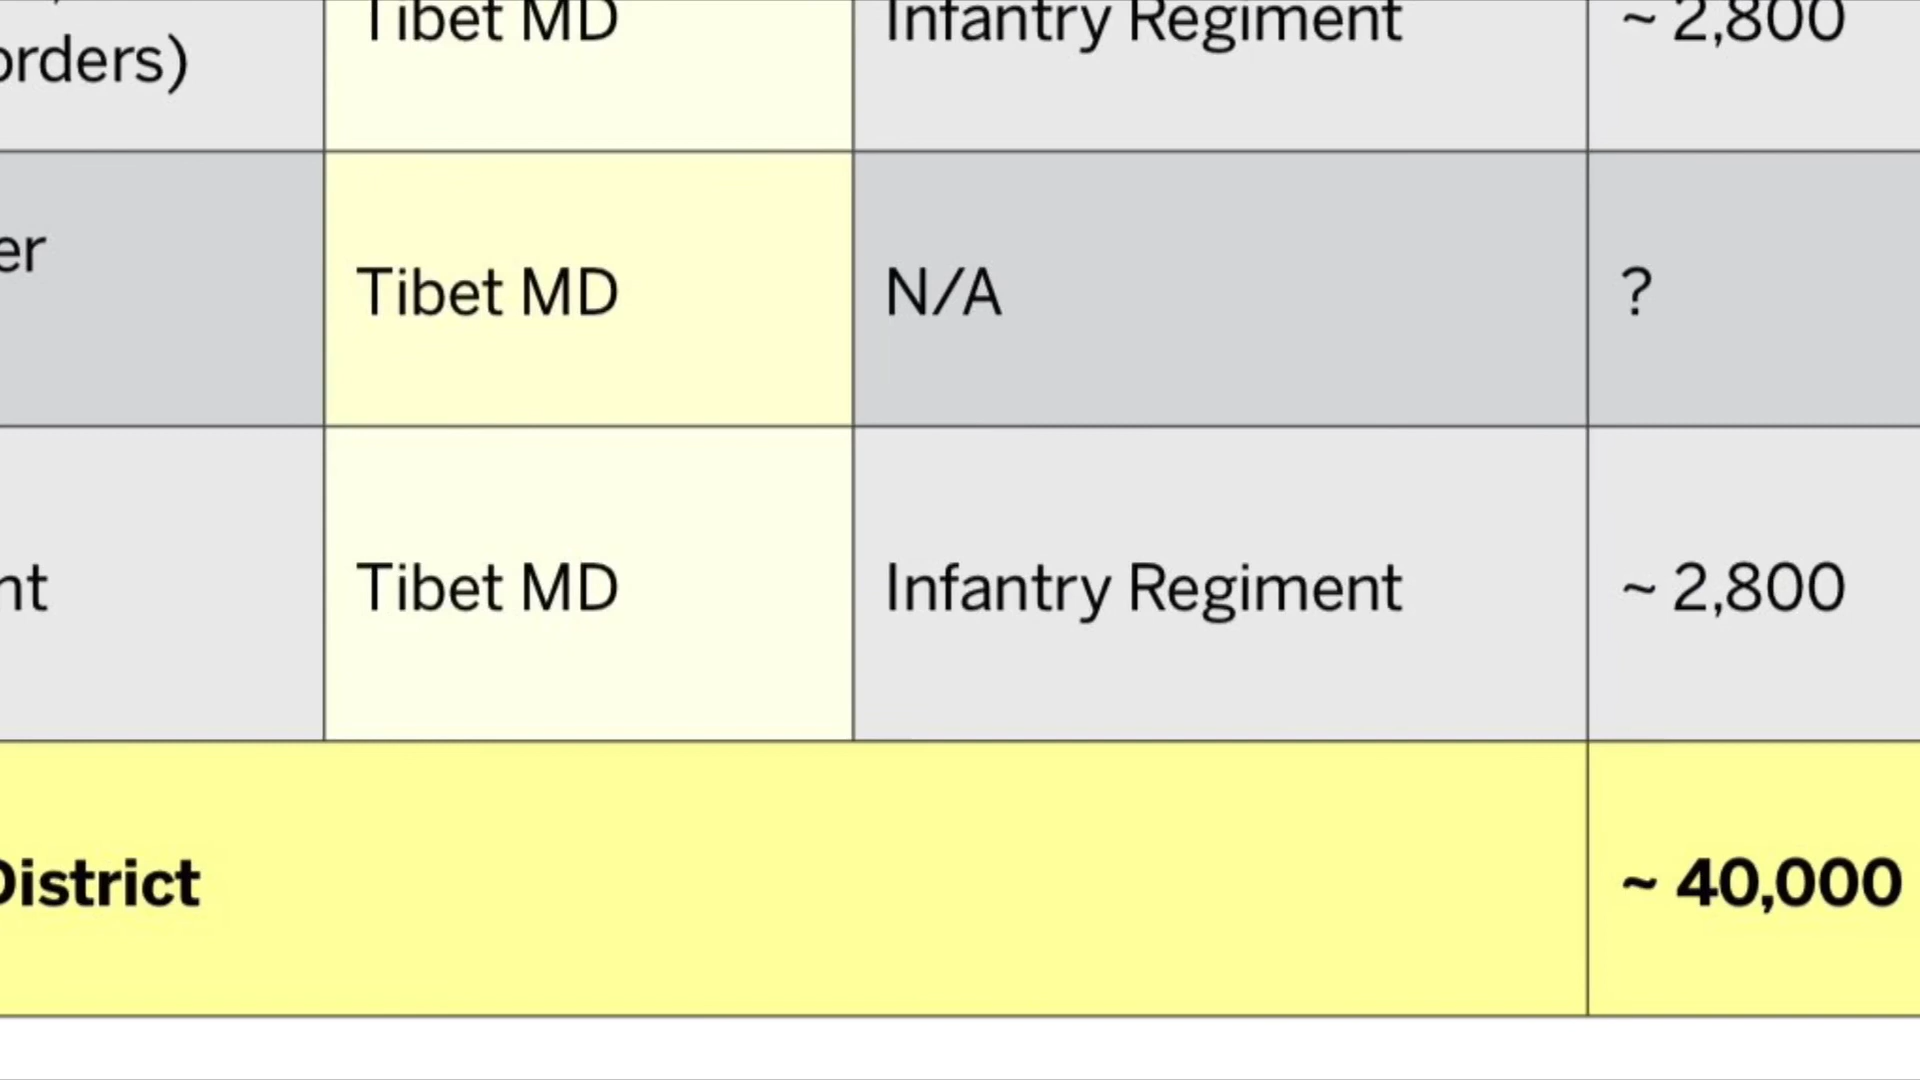 Tibet MD Infantry Regiment ~ 2,800
orders)
er
Tibet MD N/A ?
nt Tibet MD Infantry Regiment ~ 2,800
District ~ 40,000